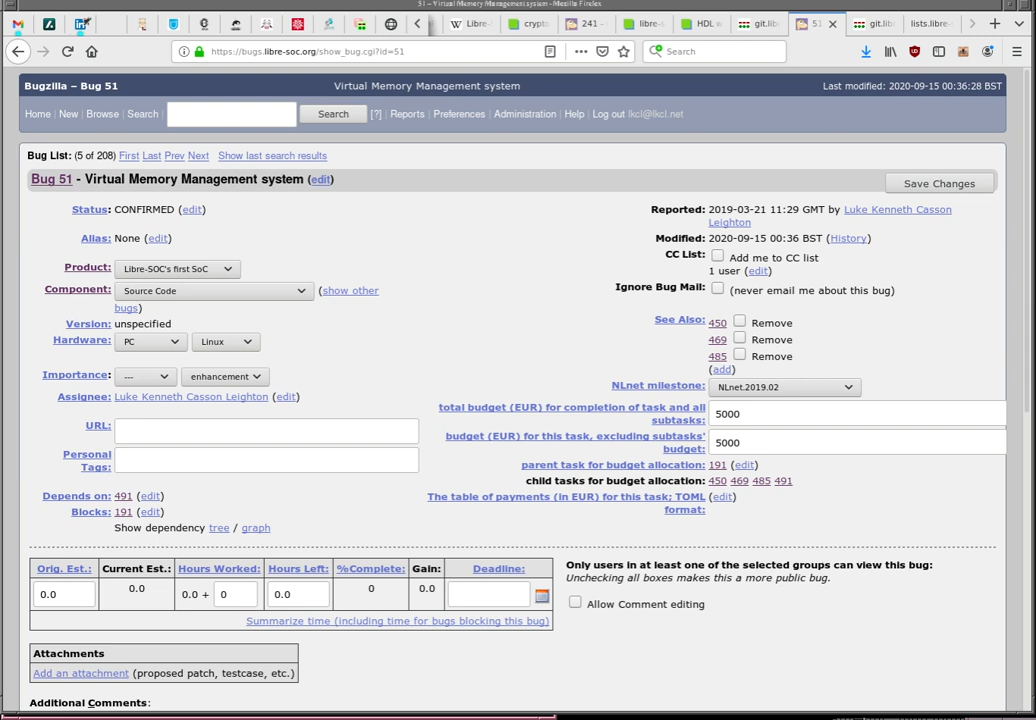 51 – Virtual Memory Management system - Mozilla Firefox
Libre-
crypto
241 –
libre-s
HDL w
git.lib
51
git.lib
lists.libre-s
https://bugs.libre-soc.org/show_bug.cgi?id=51
Search
Bugzilla – Bug 51
Virtual Memory Management system
Last modified: 2020-09-15 00:36:28 BST
Home | New | Browse | Search | Search [?] | Reports | Preferences | Administration | Help | Log out lkcl@lkcl.net
Bug List: (5 of 208) First Last Prev Next Show last search results
Bug 51 - Virtual Memory Management system (edit)
Save Changes
Status: CONFIRMED (edit)
Alias: None (edit)
Product: Libre-SOC's first SoC
Component: Source Code (show other
bugs)
Version: unspecified
Hardware: PC Linux
Importance: --- enhancement
Assignee: Luke Kenneth Casson Leighton (edit)
URL:
Personal
Tags:
Depends on: 491 (edit)
Blocks: 191 (edit)
Show dependency tree / graph
Reported: 2019-03-21 11:29 GMT by Luke Kenneth Casson
Leighton
Modified: 2020-09-15 00:36 BST (History)
CC List: Add me to CC list
1 user (edit)
Ignore Bug Mail: (never email me about this bug)
See Also: 450 Remove
469 Remove
485 Remove
(add)
NLnet milestone: NLnet.2019.02
total budget (EUR) for completion of task and all
subtasks: 5000
budget (EUR) for this task, excluding subtasks'
budget: 5000
parent task for budget allocation: 191 (edit)
child tasks for budget allocation: 450 469 485 491
The table of payments (in EUR) for this task; TOML
format: (edit)
Orig. Est.: Current Est.: Hours Worked: Hours Left: %Complete: Gain: Deadline:
0.0 0.0 0.0 + 0 0.0 0 0.0
Summarize time (including time for bugs blocking this bug)
Only users in at least one of the selected groups can view this bug:
Unchecking all boxes makes this a more public bug.
Allow Comment editing
Attachments
Add an attachment (proposed patch, testcase, etc.)
Additional Comments: